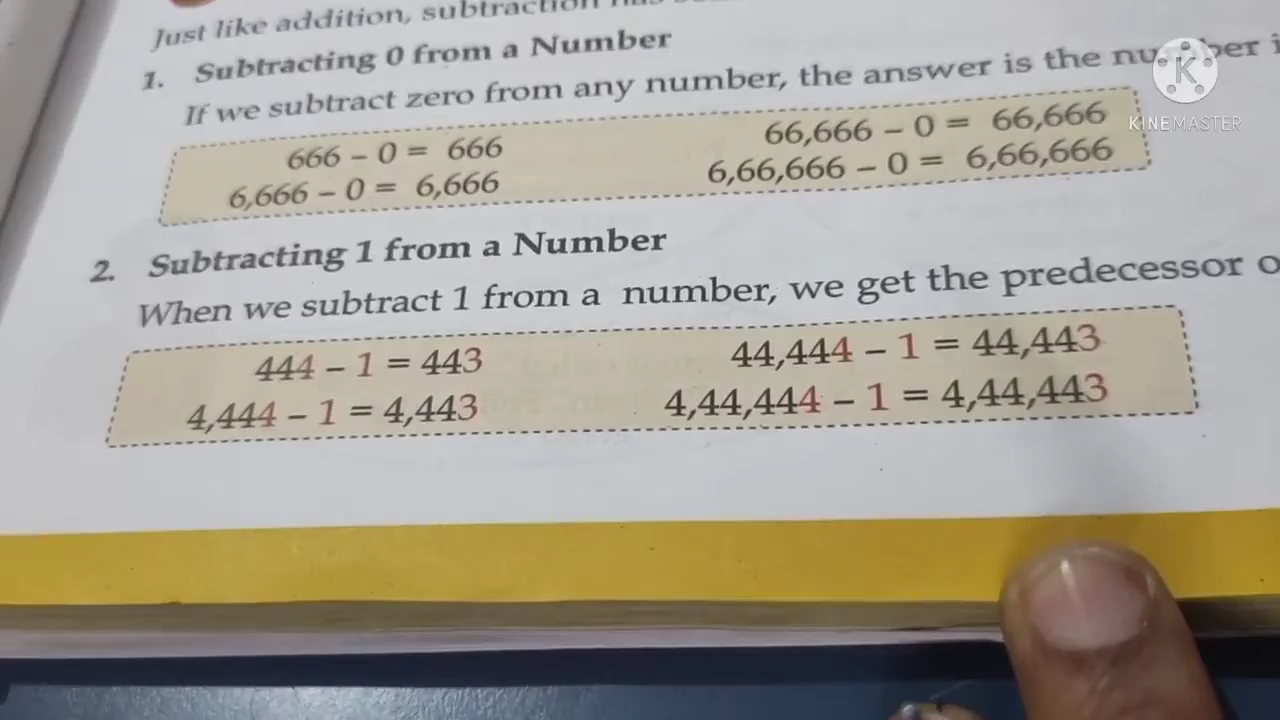 Just like addition, subtraction
1. Subtracting 0 from a Number
If we subtract zero from any number, the answer is the number
666 – 0 = 666
66,666 – 0 = 66,666
6,666 – 0 = 6,666
6,66,666 – 0 = 6,66,666
2. Subtracting 1 from a Number
When we subtract 1 from a number, we get the predecessor
444 – 1 = 443
44,444 – 1 = 44,443
4,444 – 1 = 4,443
4,44,444 – 1 = 4,44,443
KINEMASTER